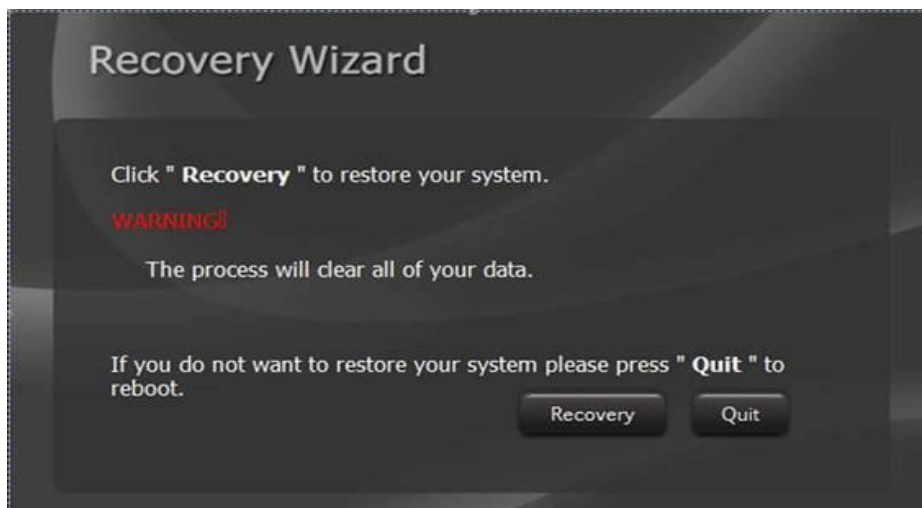 Recovery Wizard
Click " Recovery " to restore your system.
WARNING!
The process will clear all of your data.
If you do not want to restore your system please press " Quit " to
reboot.
Recovery
Quit